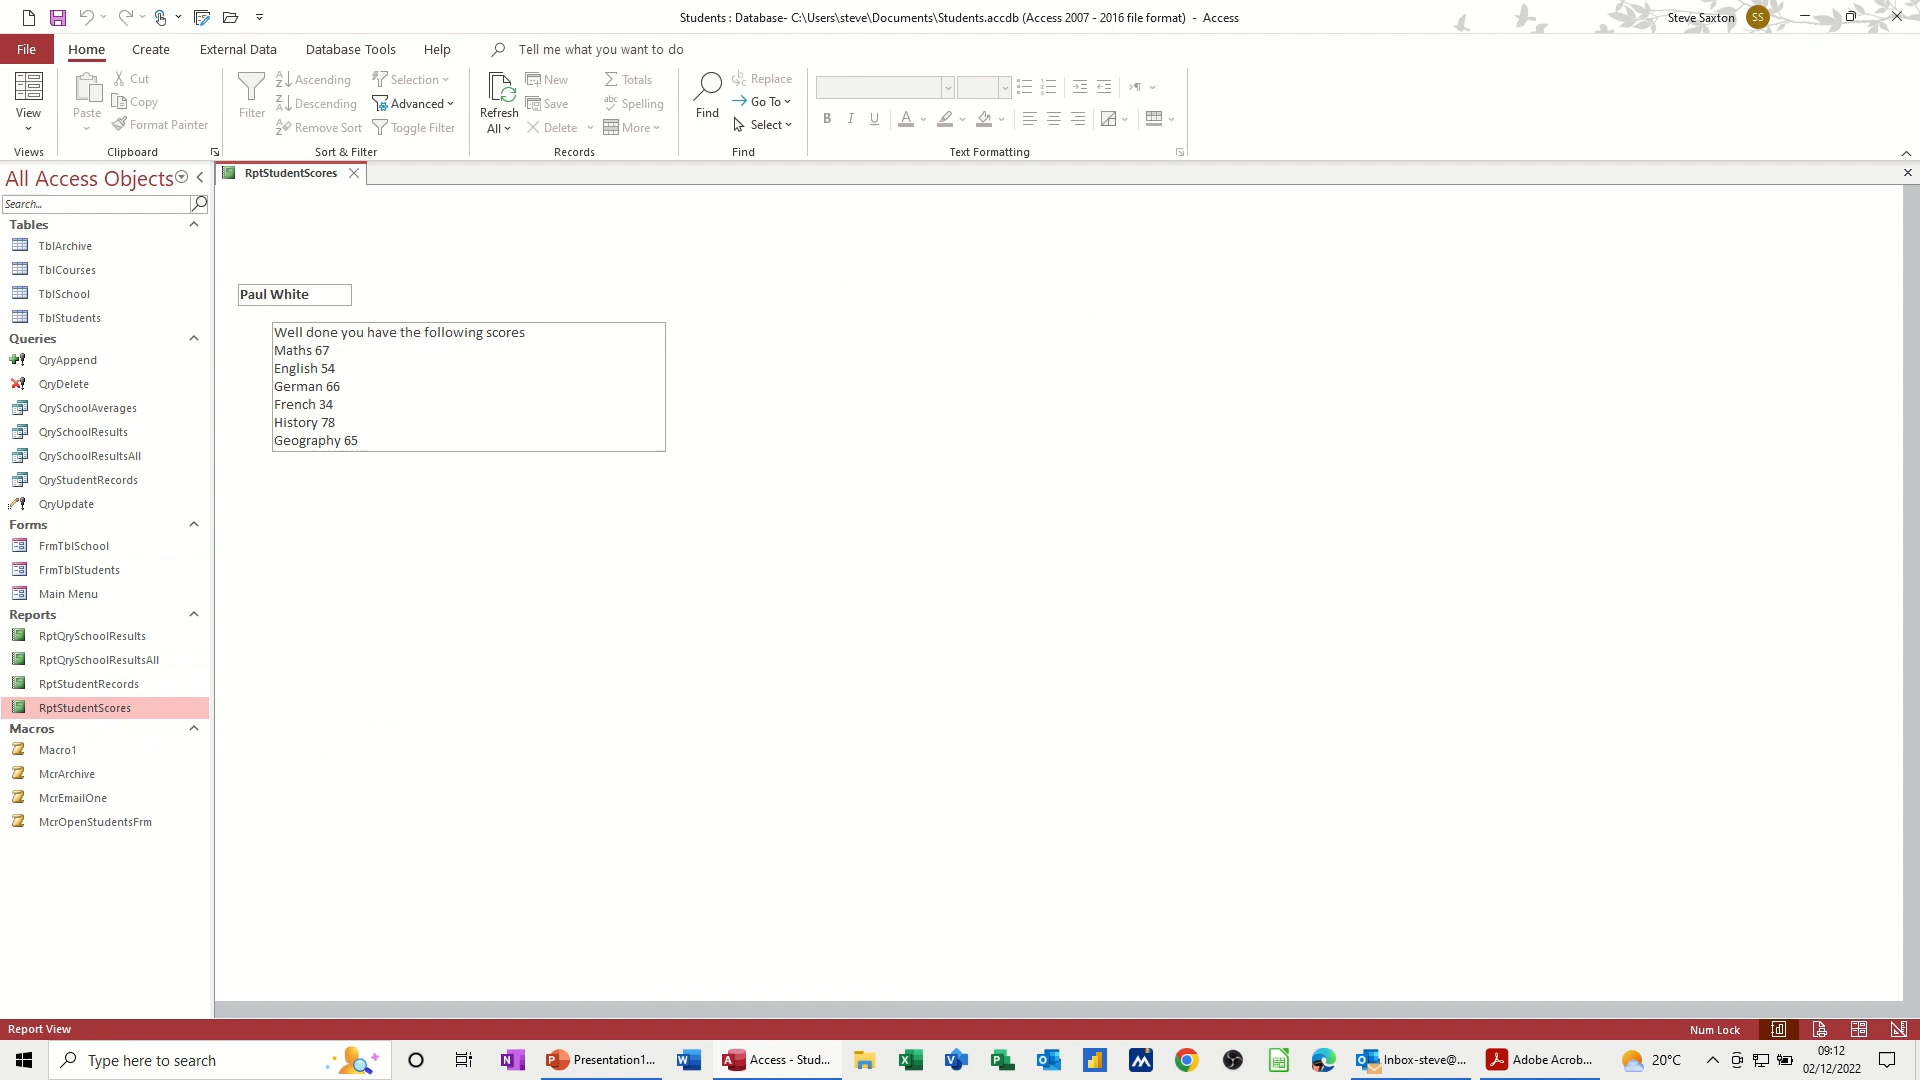 Students : Database- C:\Users\steve\Documents\Students.accdb (Access 2007 - 2016 file format) - Access
Steve Saxton
SS
File
Home
Create
External Data
Database Tools
Help
Tell me what you want to do
View
Views
Paste
Cut
Copy
Format Painter
Clipboard
Filter
Ascending
Descending
Remove Sort
Selection
Advanced
Toggle Filter
Sort & Filter
Refresh
All
New
Save
Delete
Totals
Spelling
More
Records
Find
Replace
Go To
Select
Find
B I U A
Text Formatting
All Access Objects
Search...
RptStudentScores
Tables
TblArchive
TblCourses
TblSchool
TblStudents
Queries
QryAppend
QryDelete
QrySchoolAverages
QrySchoolResults
QrySchoolResultsAll
QryStudentRecords
QryUpdate
Forms
FrmTblSchool
FrmTblStudents
Main Menu
Reports
RptQrySchoolResults
RptQrySchoolResultsAll
RptStudentRecords
RptStudentScores
Macros
Macro1
McrArchive
McrEmailOne
McrOpenStudentsFrm
Paul White
Well done you have the following scores
Maths 67
English 54
German 66
French 34
History 78
Geography 65
Report View
Num Lock
Type here to search
Presentation1...
Access - Stud...
Inbox-steve@...
Adobe Acrob...
20°C
09:12
02/12/2022